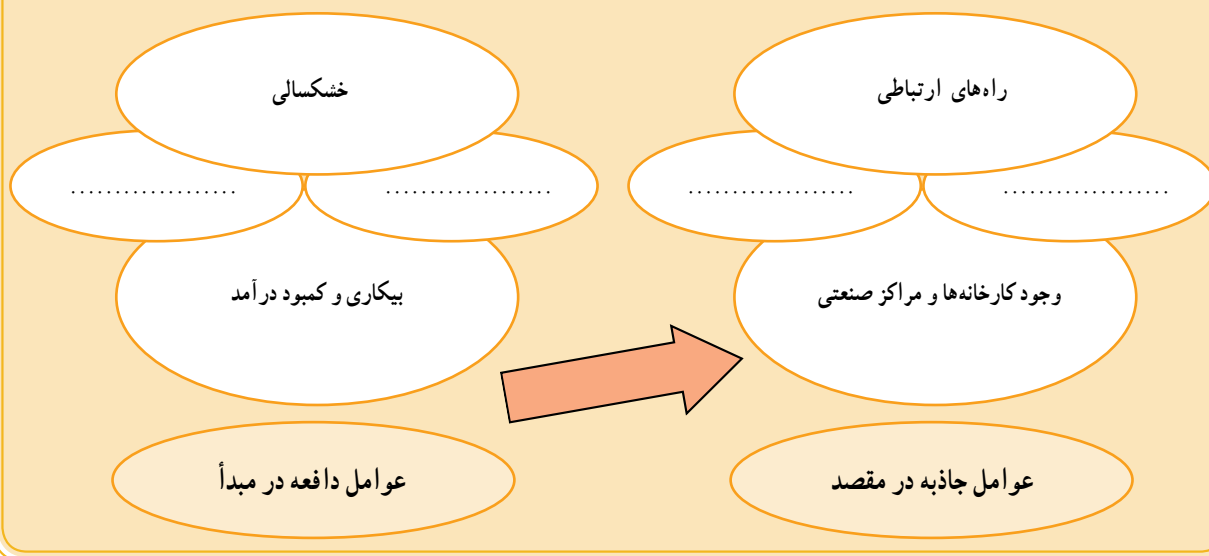 راه‌های ارتباطی
خشکسالی
...................
...................
...................
...................
وجود کارخانه‌ها و مراکز صنعتی
بیکاری و کمبود درآمد
عوامل جاذبه در مقصد
عوامل دافعه در مبدأ